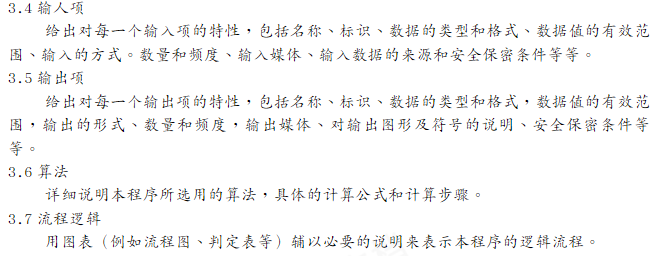 3.4 输人项
给出对每一个输入项的特性，包括名称、标识、数据的类型和格式、数据值的有效范
围、输入的方式。数量和频度、输入媒体、输入数据的来源和安全保密条件等等。
3.5 输出项
给出对每一个输出项的特性，包括名称、标识、数据的类型和格式，数据值的有效范
围，输出的形式、数量和频度，输出媒体、对输出图形及符号的说明、安全保密条件等
等。
3.6 算法
详细说明本程序所选用的算法，具体的计算公式和计算步骤。
3.7 流程逻辑
用图表（例如流程图、判定表等）辅以必要的说明来表示本程序的逻辑流程。